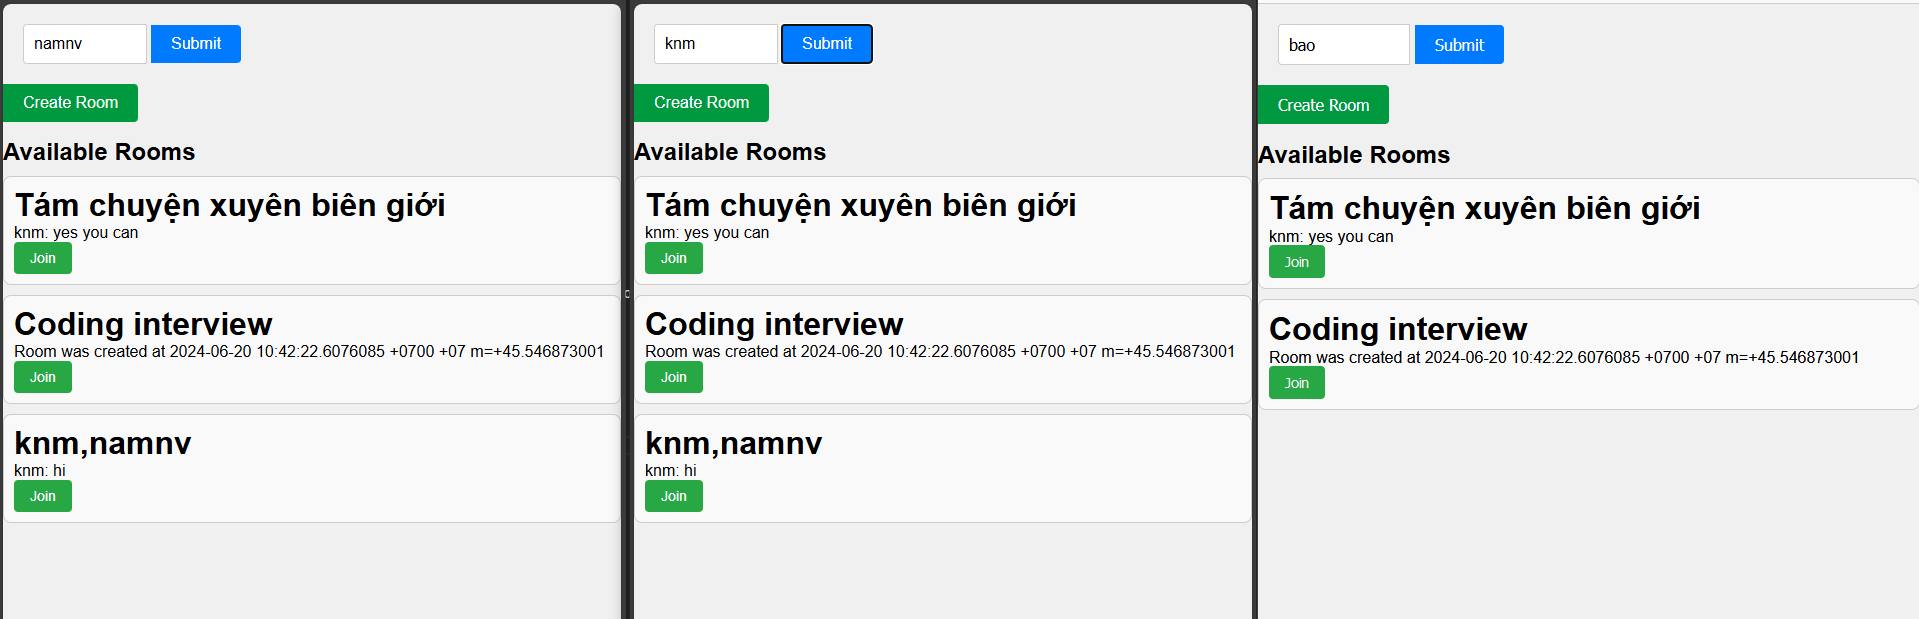 namnv Submit
Create Room
Available Rooms
Tám chuyện xuyên biên giới
knm: yes you can
Join
Coding interview
Room was created at 2024-06-20 10:42:22.6076085 +0700 +07 m=+45.546873001
Join
knm,namnv
knm: hi
Join
knm Submit
Create Room
Available Rooms
Tám chuyện xuyên biên giới
knm: yes you can
Join
Coding interview
Room was created at 2024-06-20 10:42:22.6076085 +0700 +07 m=+45.546873001
Join
knm,namnv
knm: hi
Join
bao Submit
Create Room
Available Rooms
Tám chuyện xuyên biên giới
knm: yes you can
Join
Coding interview
Room was created at 2024-06-20 10:42:22.6076085 +0700 +07 m=+45.546873001
Join